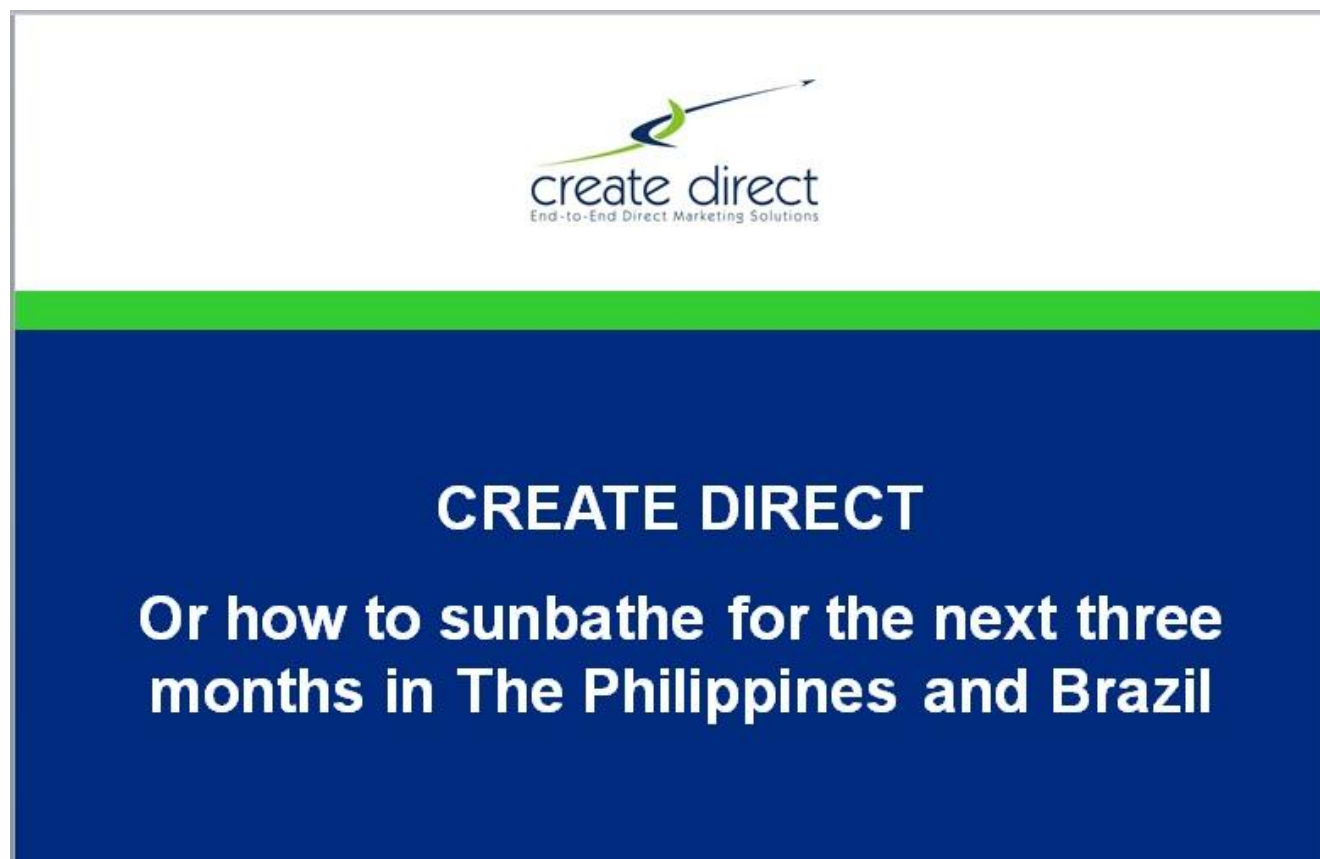 create direct
End-to-End Direct Marketing Solutions
CREATE DIRECT
Or how to sunbathe for the next three
months in The Philippines and Brazil